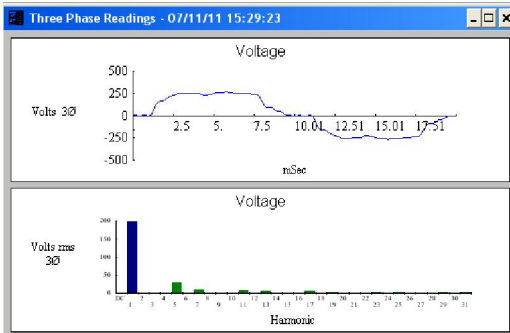 Three Phase Readings - 07/11/11 15:29:23
Voltage
500
250
Volts 3Ø
0
2.5 5. 7.5 10.01 12.51 15.01 17.51
-250
-500
mSec
Voltage
200
150
Volts rms
3Ø
100
50
0
DC 2 4 6 8 10 12 14 16 18 20 22 24 26 28 30
1 3 5 7 9 11 13 15 17 19 21 23 25 27 29 31
Harmonic